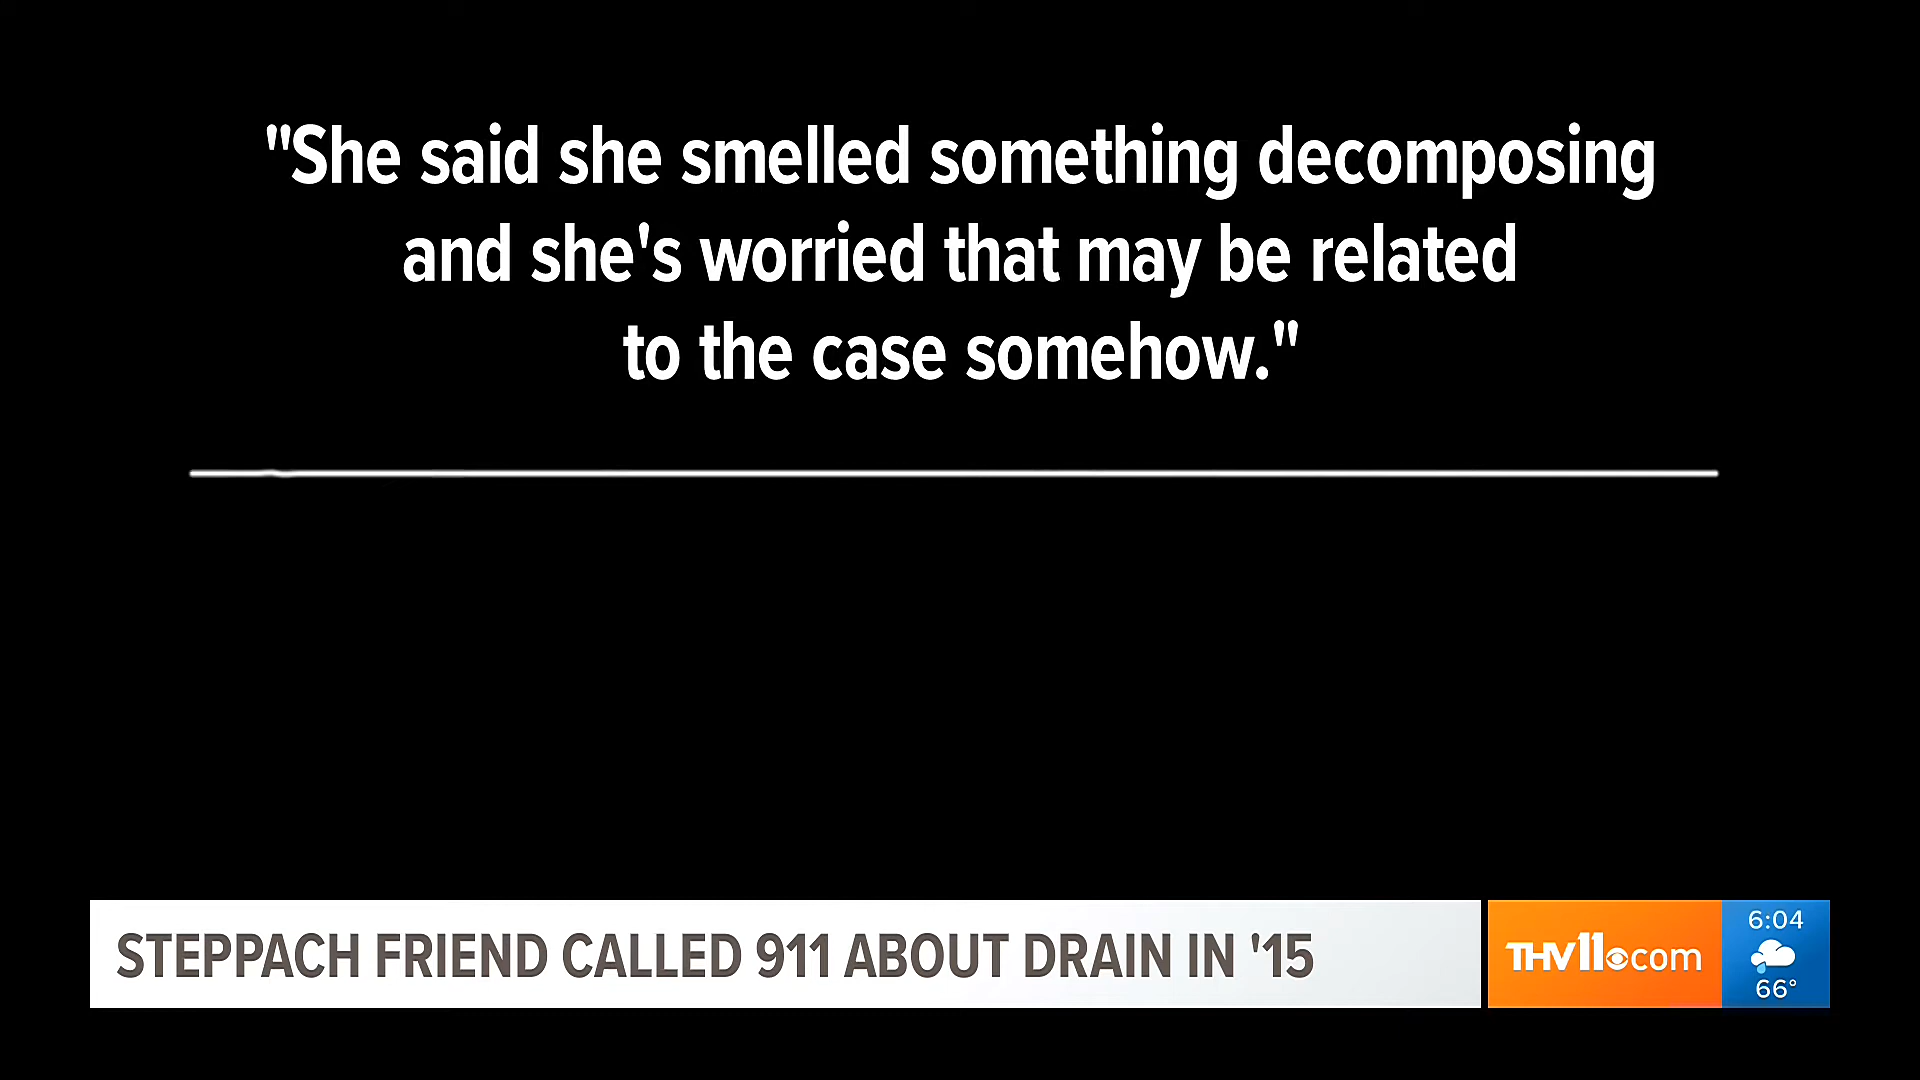 "She said she smelled something decomposing
and she's worried that may be related
to the case somehow."
STEPPACH FRIEND CALLED 911 ABOUT DRAIN IN '15
THV11.com
6:04
66°